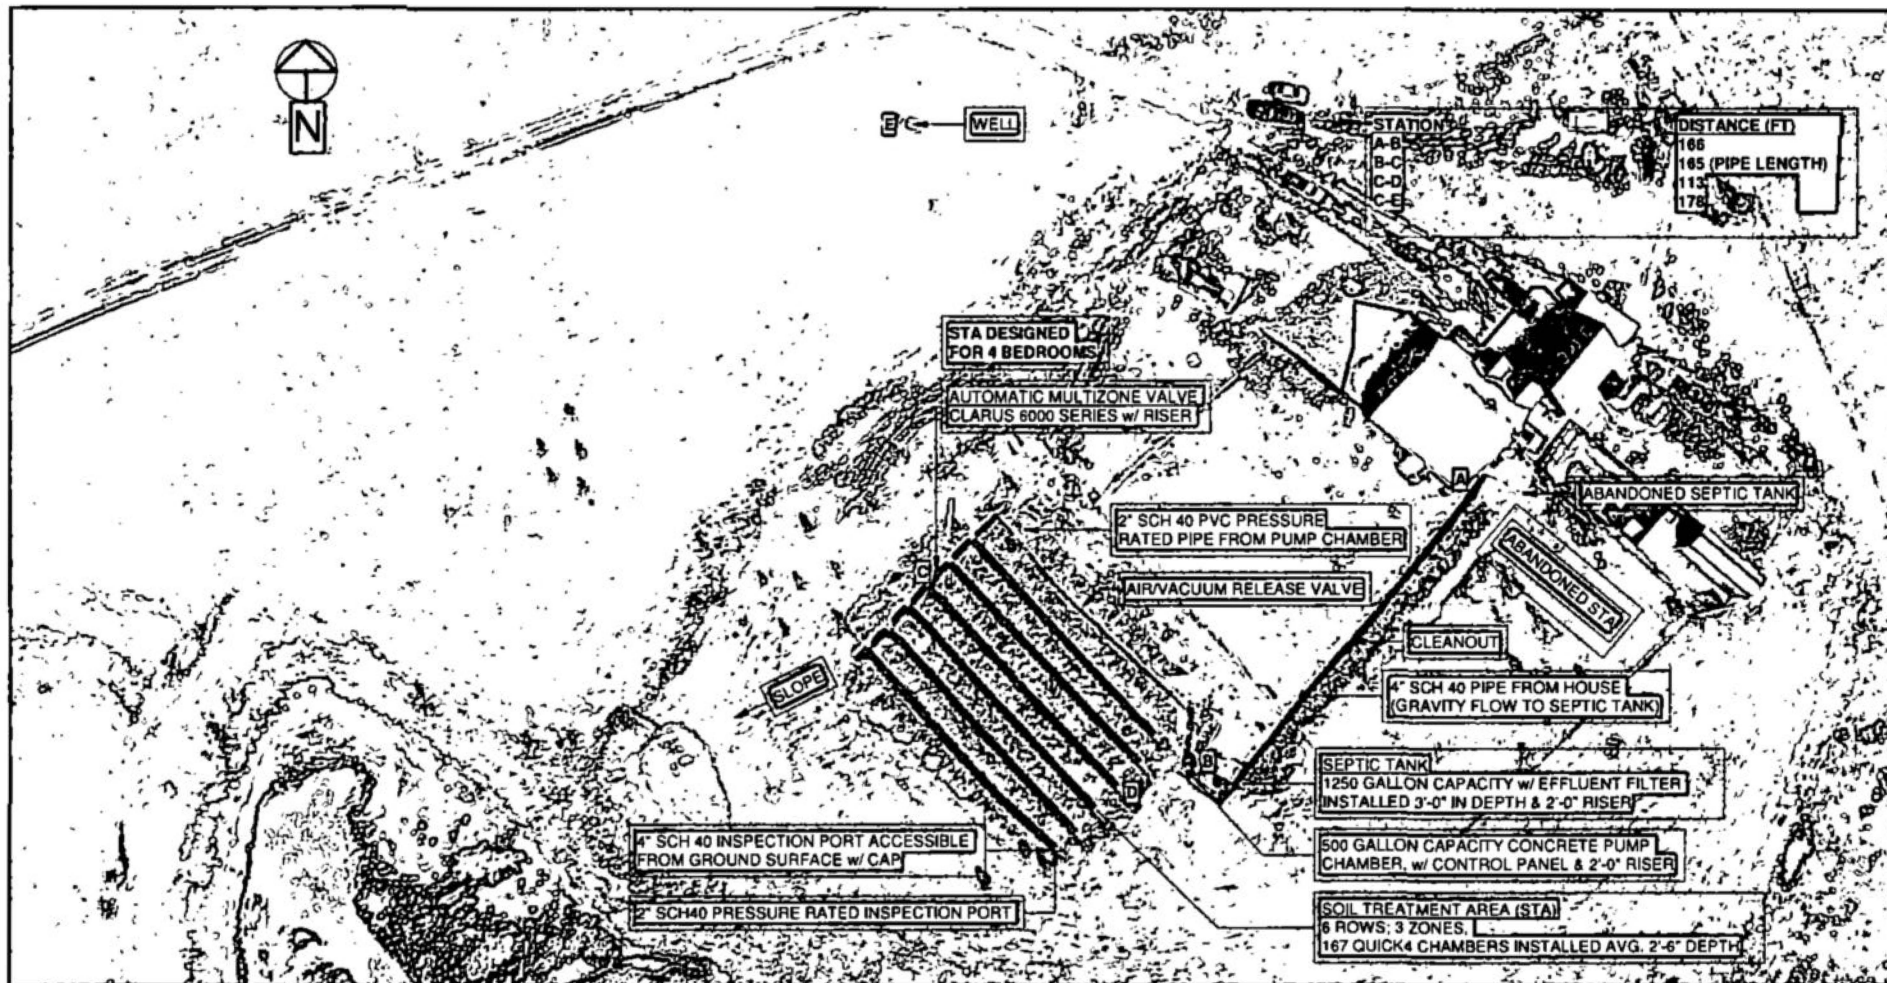 N
E
WELL
STATION
A-B
B-C
C-D
C-E
DISTANCE (FT)
166
165 (PIPE LENGTH)
113
178
STA DESIGNED
FOR 4 BEDROOMS
AUTOMATIC MULTIZONE VALVE
CLARUS 6000 SERIES w/ RISER
A
ABANDONED SEPTIC TANK
2" SCH 40 PVC PRESSURE
RATED PIPE FROM PUMP CHAMBER
ABANDONED STA
C
AIR/VACUUM RELEASE VALVE
CLEANOUT
SLOPE
4" SCH 40 PIPE FROM HOUSE
(GRAVITY FLOW TO SEPTIC TANK)
B
D
SEPTIC TANK
1250 GALLON CAPACITY w/ EFFLUENT FILTER
INSTALLED 3'-0" IN DEPTH & 2'-0" RISER
4" SCH 40 INSPECTION PORT ACCESSIBLE
FROM GROUND SURFACE w/ CAP
500 GALLON CAPACITY CONCRETE PUMP
CHAMBER, w/ CONTROL PANEL & 2'-0" RISER
2" SCH40 PRESSURE RATED INSPECTION PORT
SOIL TREATMENT AREA (STA)
6 ROWS; 3 ZONES,
167 QUICK4 CHAMBERS INSTALLED AVG. 2'-6" DEPTH